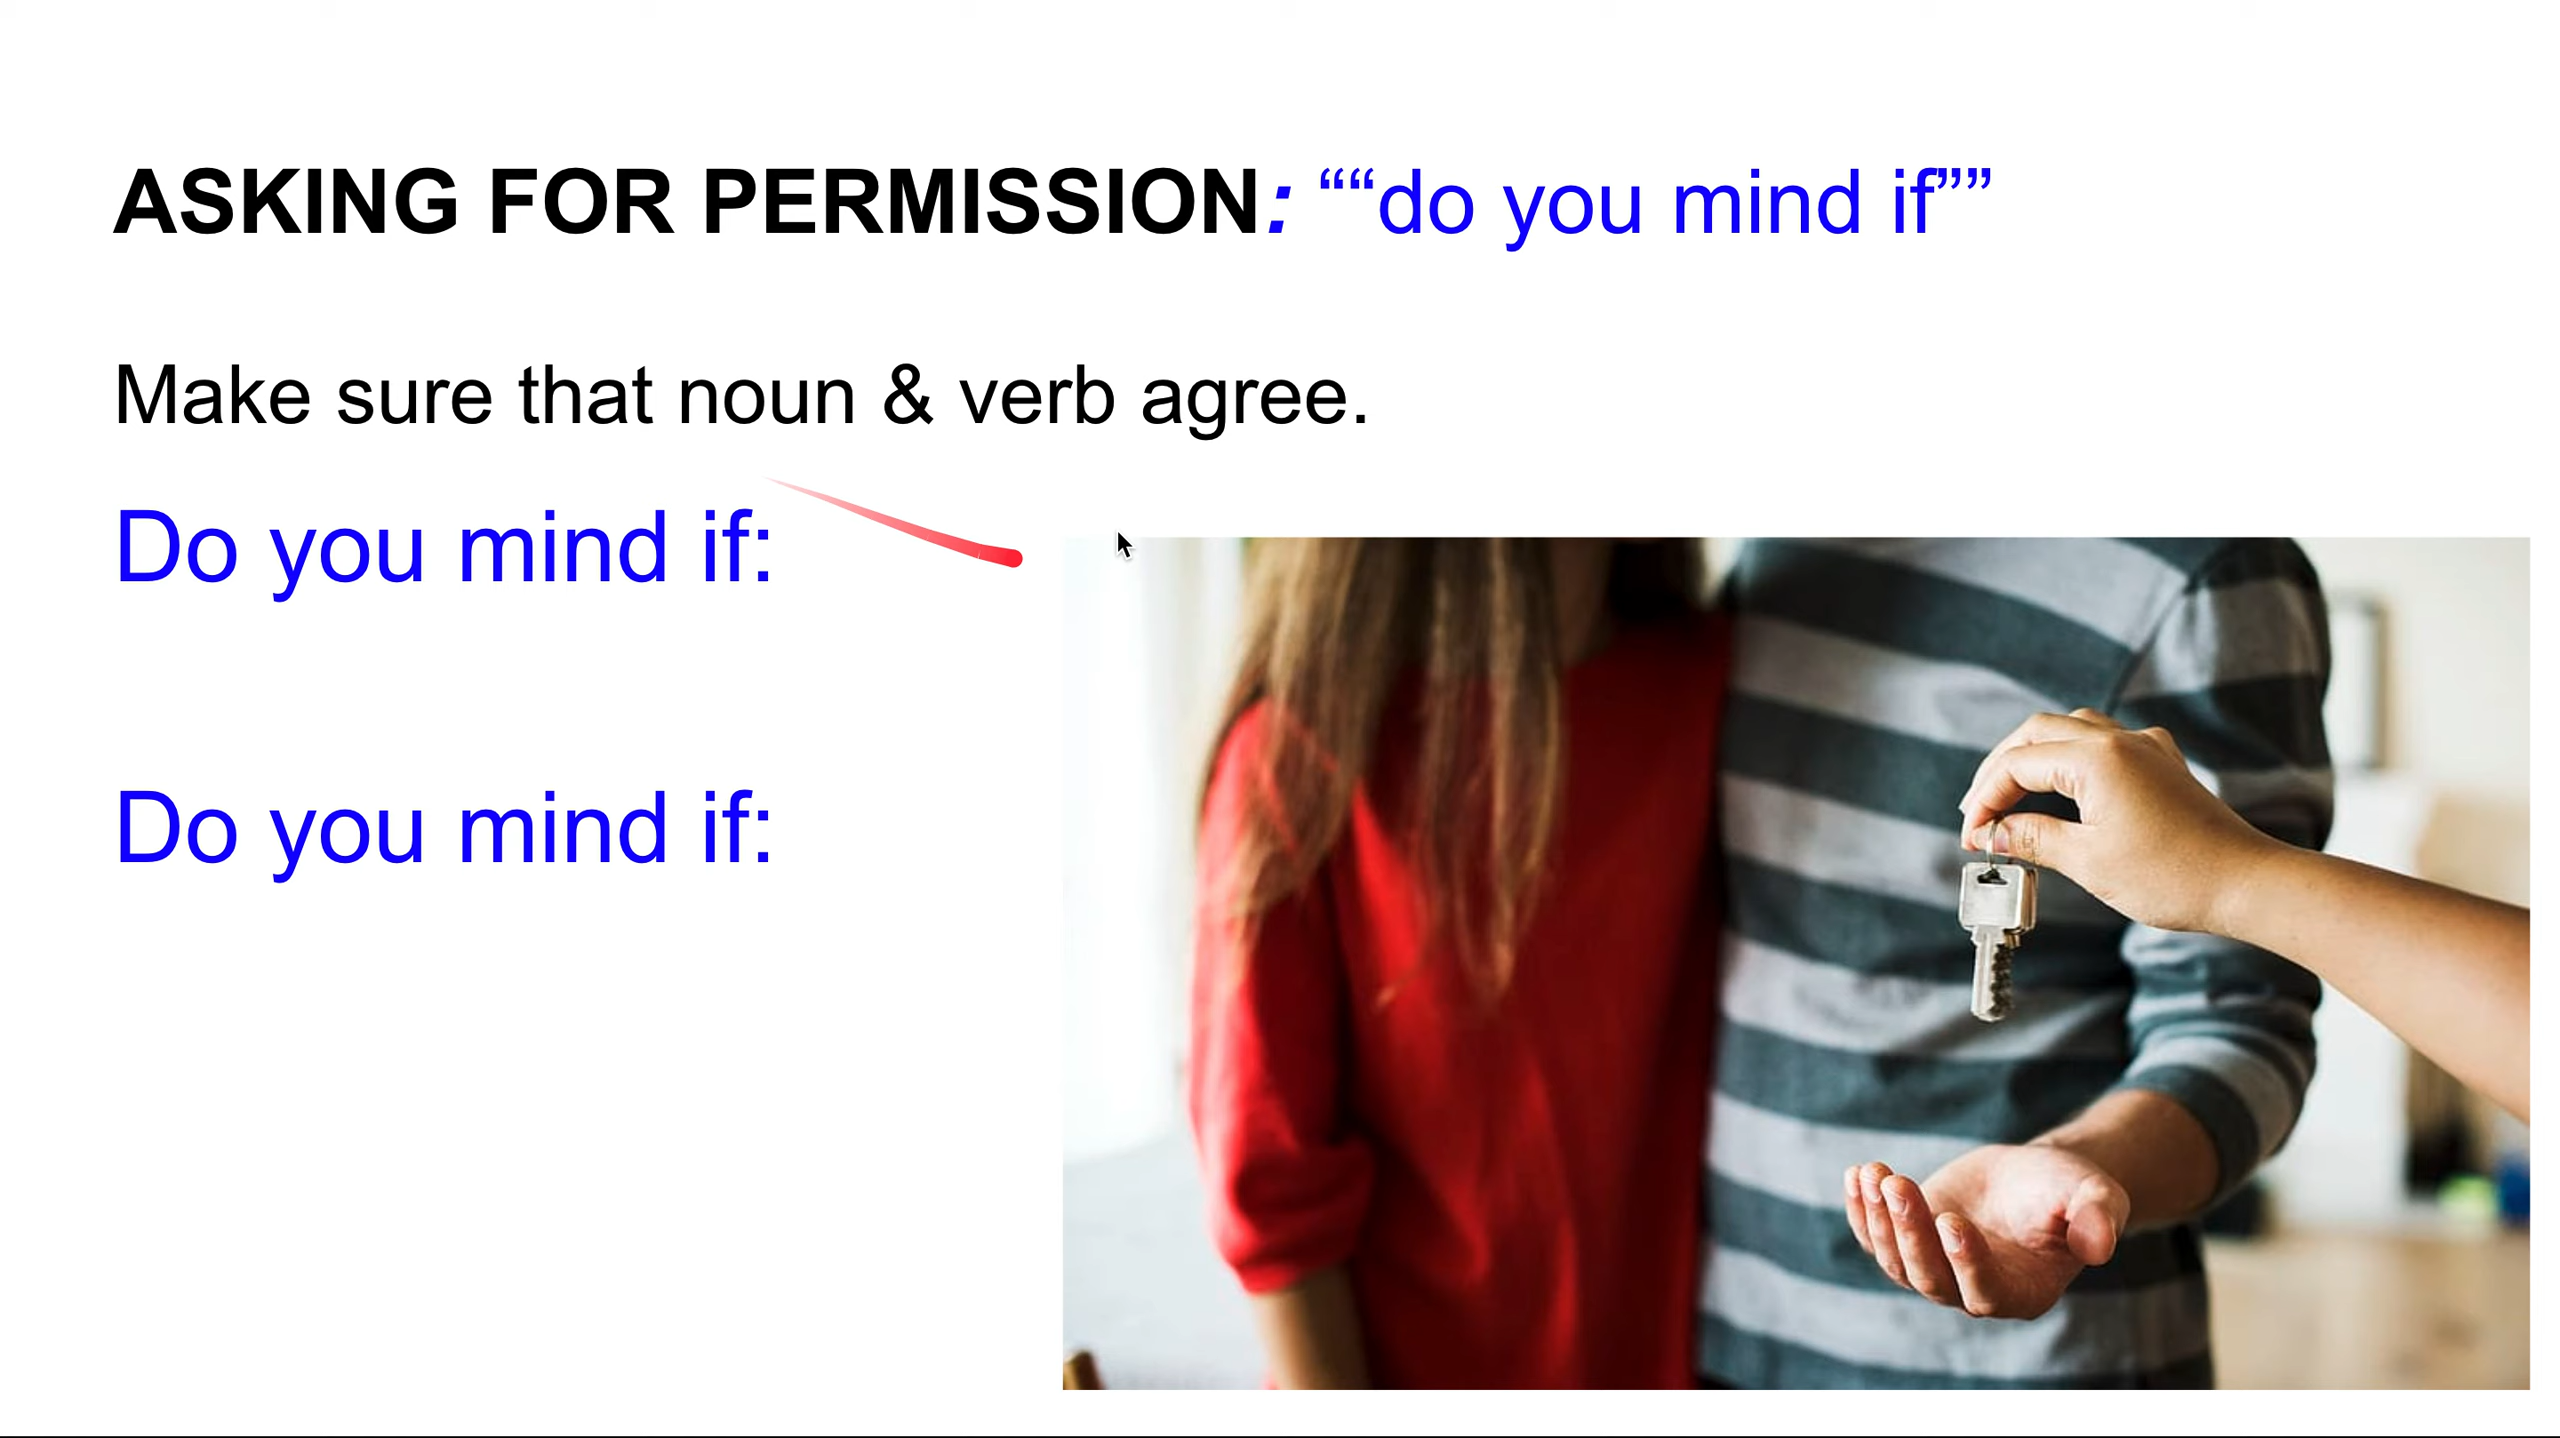 ASKING FOR PERMISSION: ““do you mind if””
Make sure that noun & verb agree.
Do you mind if:
Do you mind if: